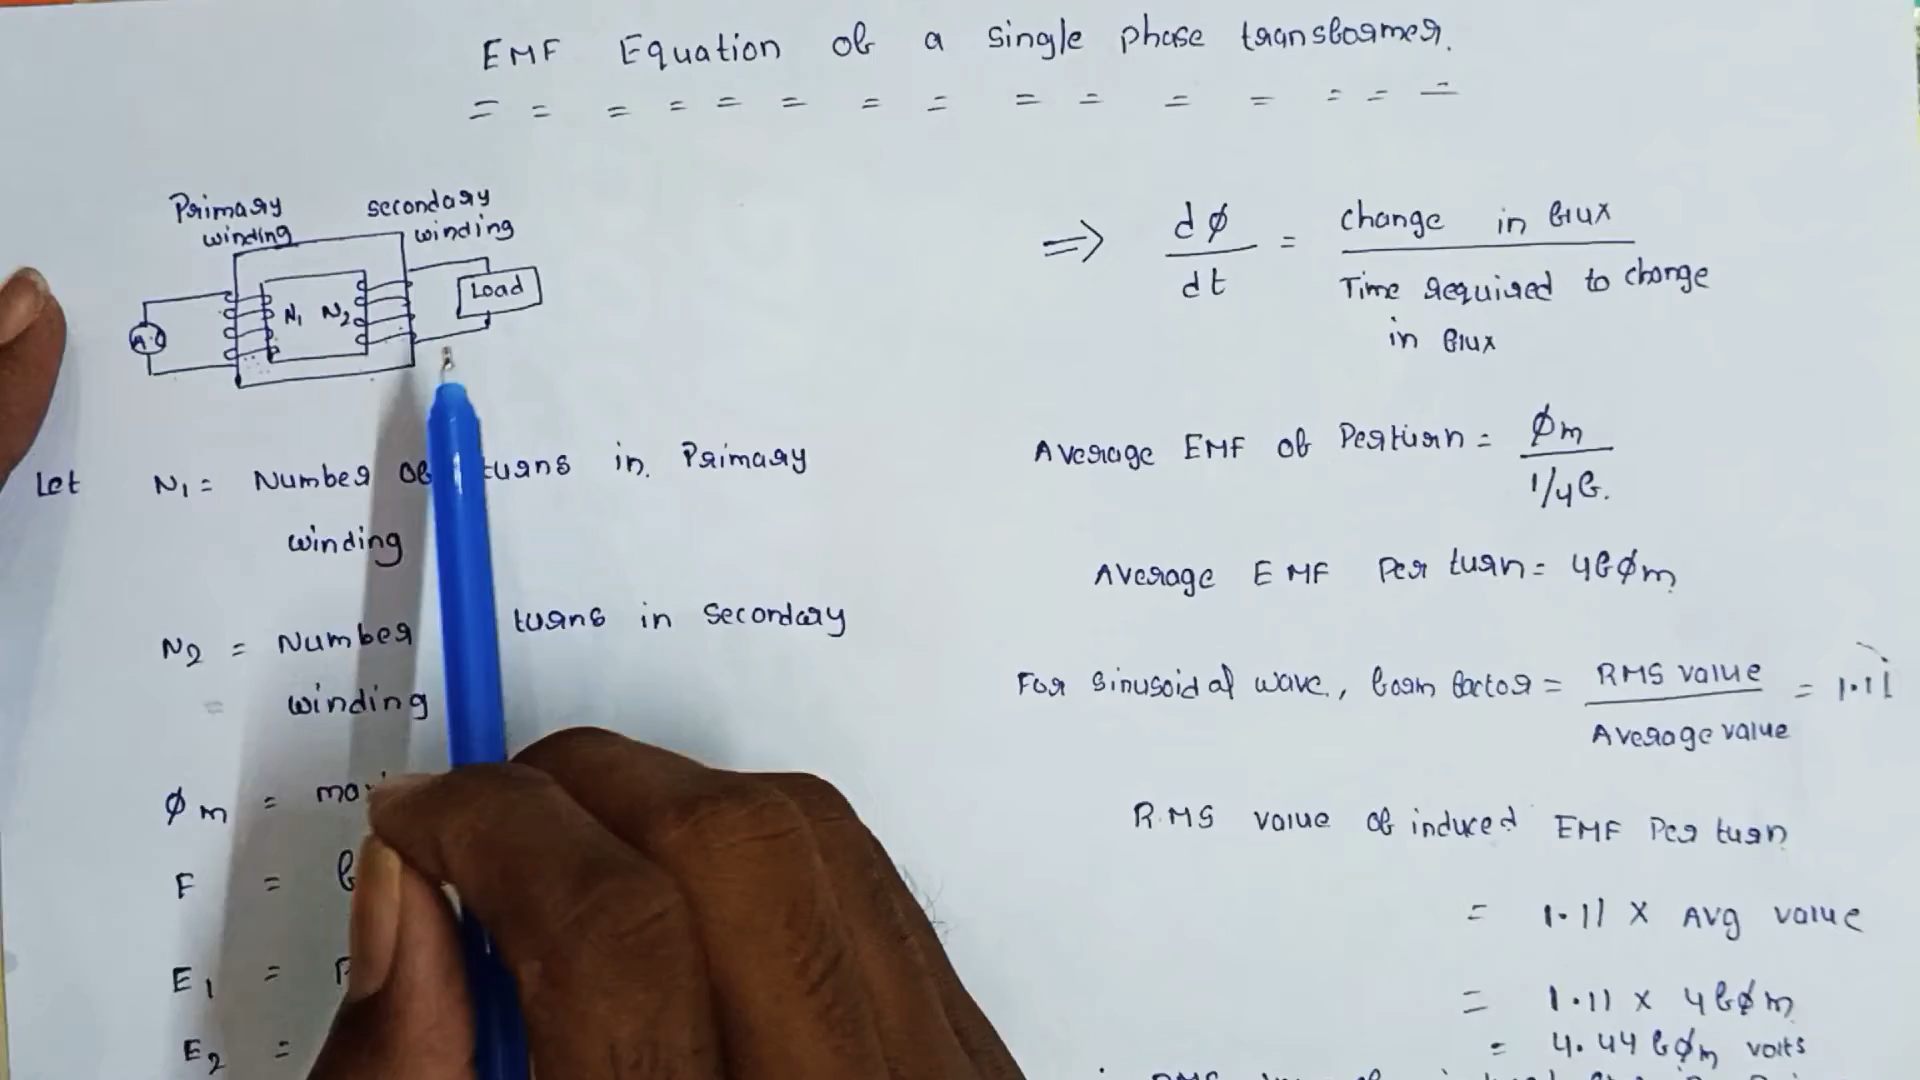 EMF Equation of a single phase transformer.
Primary winding
secondary winding
A.C
N1 N2
Load
Let N1 = Number of turns in Primary
winding
N2 = Number turns in secondary
winding
φm =
F =
E1 =
E2 =
=> dφ/dt = change in flux / Time required to change in flux
Average EMF of Perturn = φm / 1/4f.
Average EMF Per turn = 4fφm
For sinusoidal wave, form factor = RMS value / Average value = 1.11
R.MS value of induced EMF Per turn
= 1.11 x Avg value
= 1.11 x 4fφm
= 4.44fφm volts